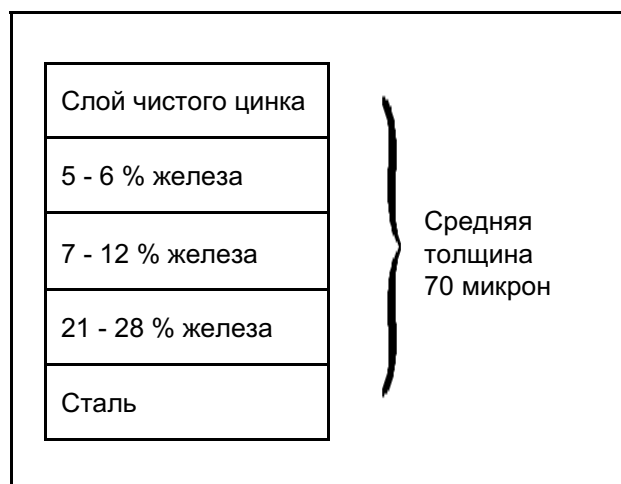 Слой чистого цинка
5 - 6 % железа
7 - 12 % железа
21 - 28 % железа
Сталь
Средняя
толщина
70 микрон